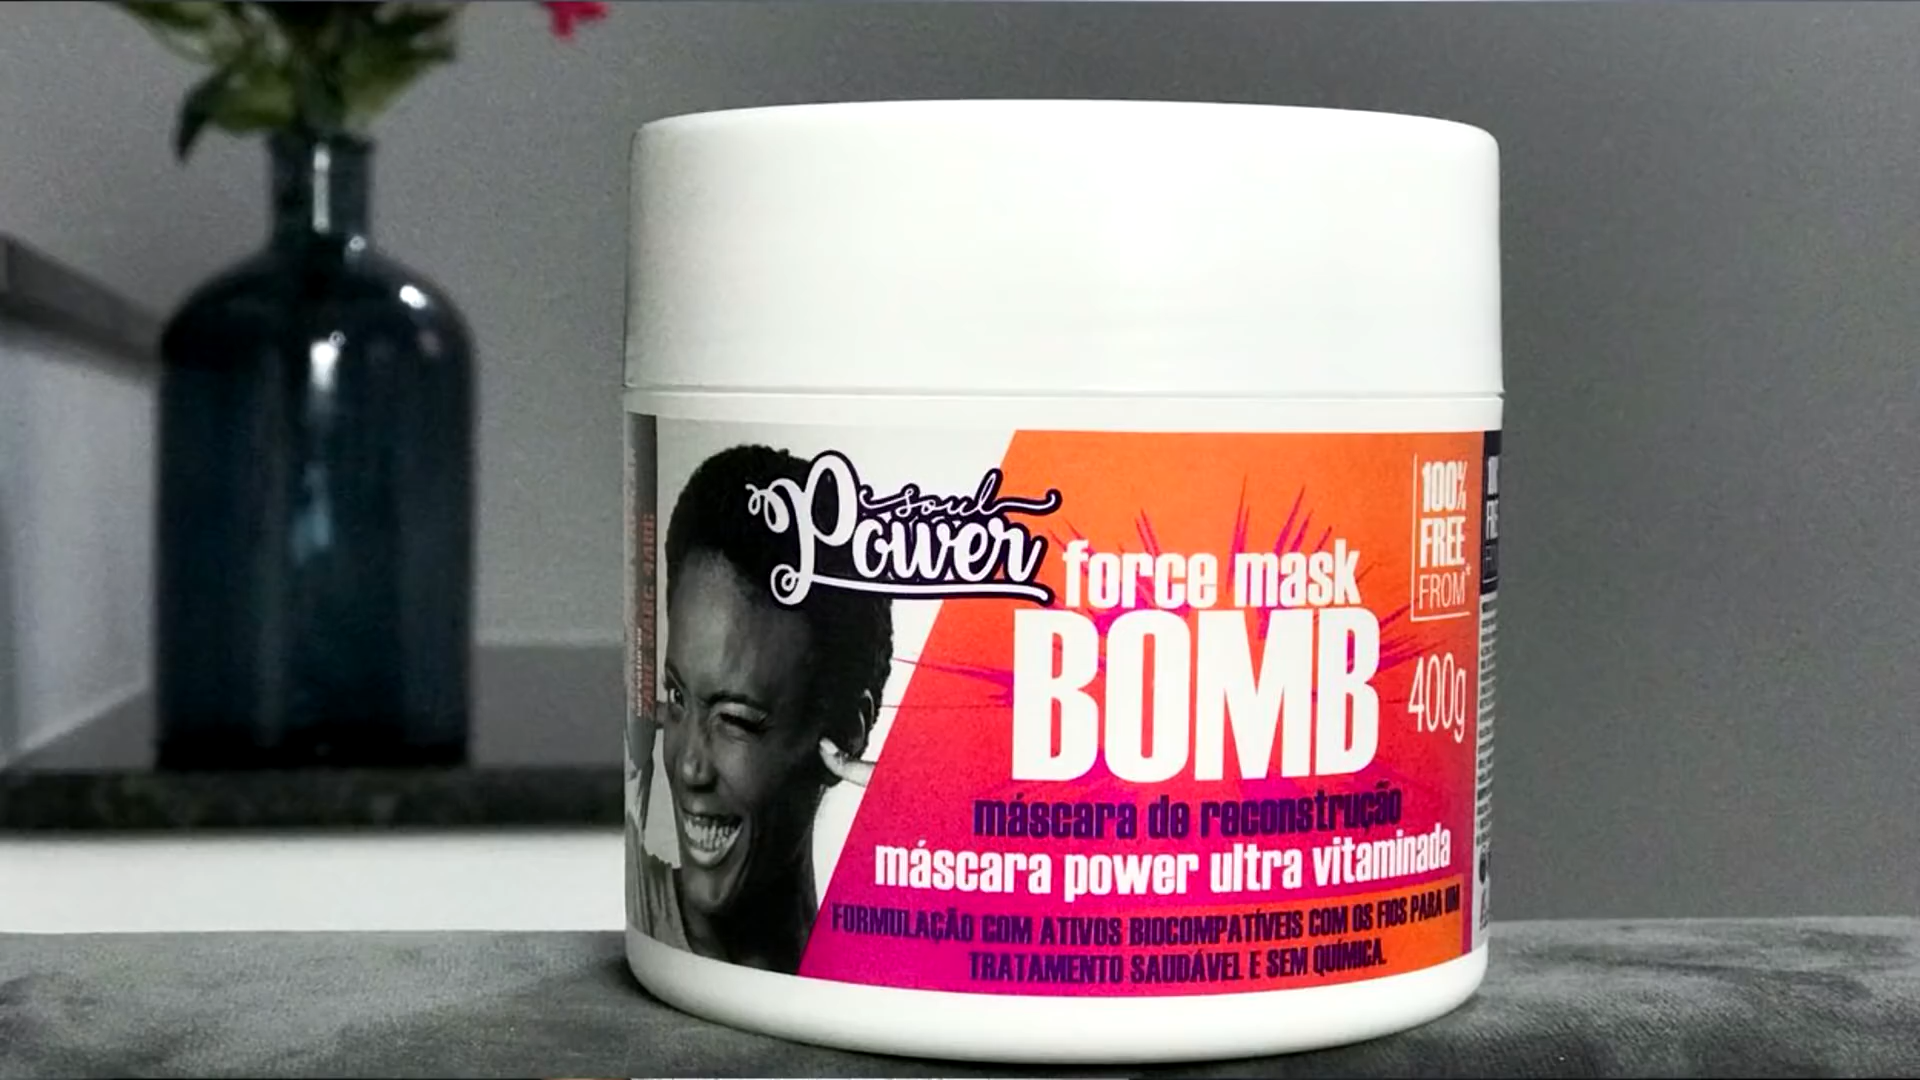 soul
Power
force mask
BOMB
máscara de reconstrução
máscara power ultra vitaminada
FORMULAÇÃO COM ATIVOS BIOCOMPATÍVEIS COM OS FIOS PARA UM
TRATAMENTO SAUDÁVEL E SEM QUÍMICA.
100%
FREE
FROM*
400g